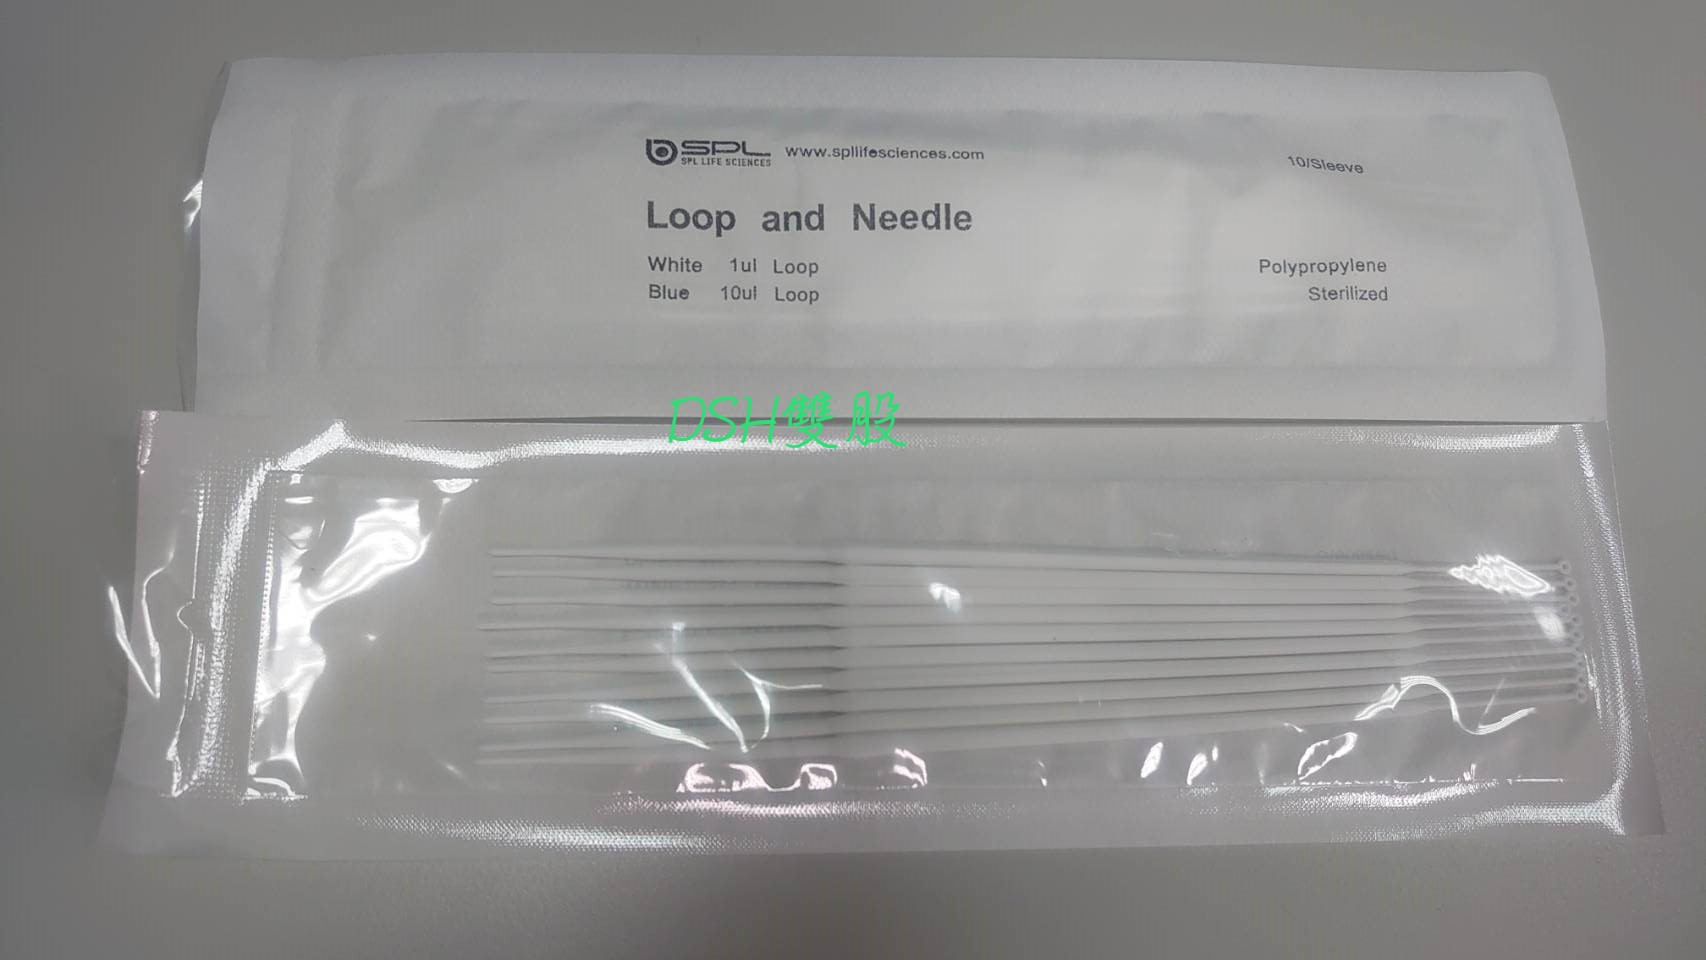 SPL
SPL LIFE SCIENCES
www.spllifesciences.com
10/Sleeve
Loop and Needle
White 1ul Loop
Blue 10ul Loop
Polypropylene
Sterilized
DSH雙股